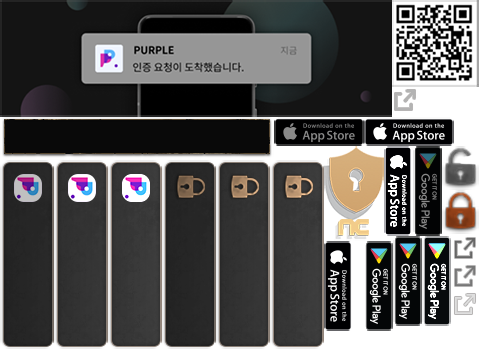 PURPLE
지금
인증 요청이 도착했습니다.
Download on the
App Store
Download on the
App Store
NC
Download on the
App Store
GET IT ON
Google Play
Download on the
App Store
GET IT ON
Google Play
GET IT ON
Google Play
GET IT ON
Google Play